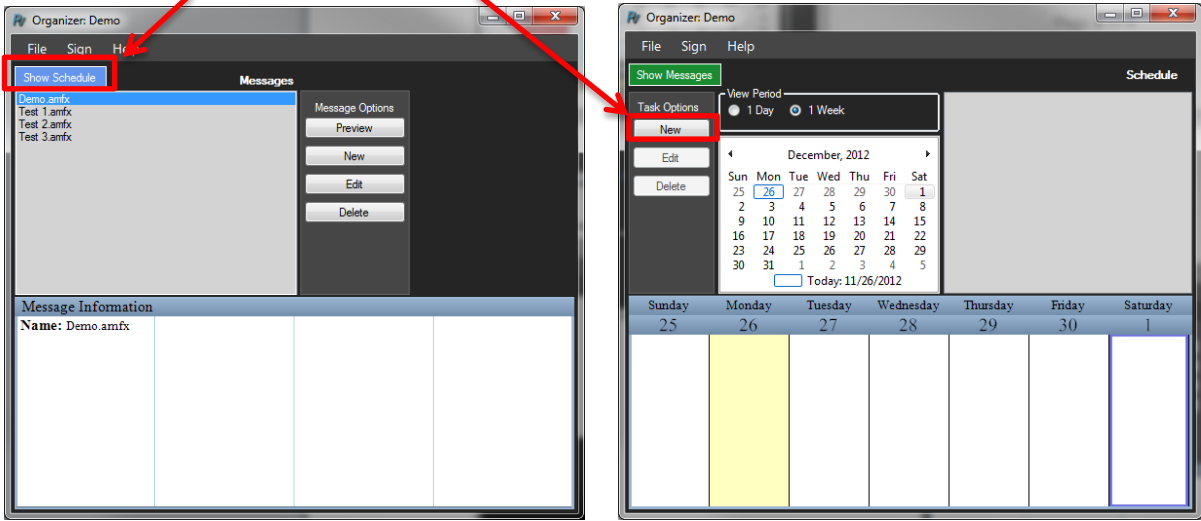 Organizer: Demo
File Sign Help
Show Schedule
Messages
Demo.amfx
Test 1.amfx
Test 2.amfx
Test 3.amfx
Message Options
Preview
New
Edit
Delete
Message Information
Name: Demo.amfx
Organizer: Demo
File Sign Help
Show Messages
Schedule
Task Options
New
Edit
Delete
View Period
1 Day 1 Week
December, 2012
Sun Mon Tue Wed Thu Fri Sat
25 26 27 28 29 30 1
2 3 4 5 6 7 8
9 10 11 12 13 14 15
16 17 18 19 20 21 22
23 24 25 26 27 28 29
30 31 1 2 3 4 5
Today: 11/26/2012
Sunday Monday Tuesday Wednesday Thursday Friday Saturday
25 26 27 28 29 30 1